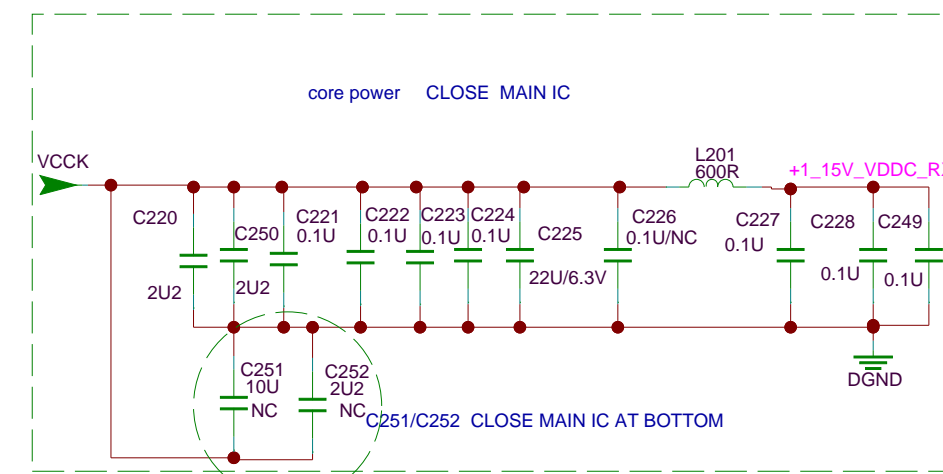 core power CLOSE MAIN IC
VCCK
L201
600R
+1_15V_VDDC_R
C220
2U2
C250
2U2
C221
0.1U
C222
0.1U
C223
0.1U
C224
0.1U
C225
22U/6.3V
C226
0.1U/NC
C227
0.1U
C228
0.1U
C249
0.1U
DGND
C251
10U
NC
C252
2U2
NC
C251/C252 CLOSE MAIN IC AT BOTTOM